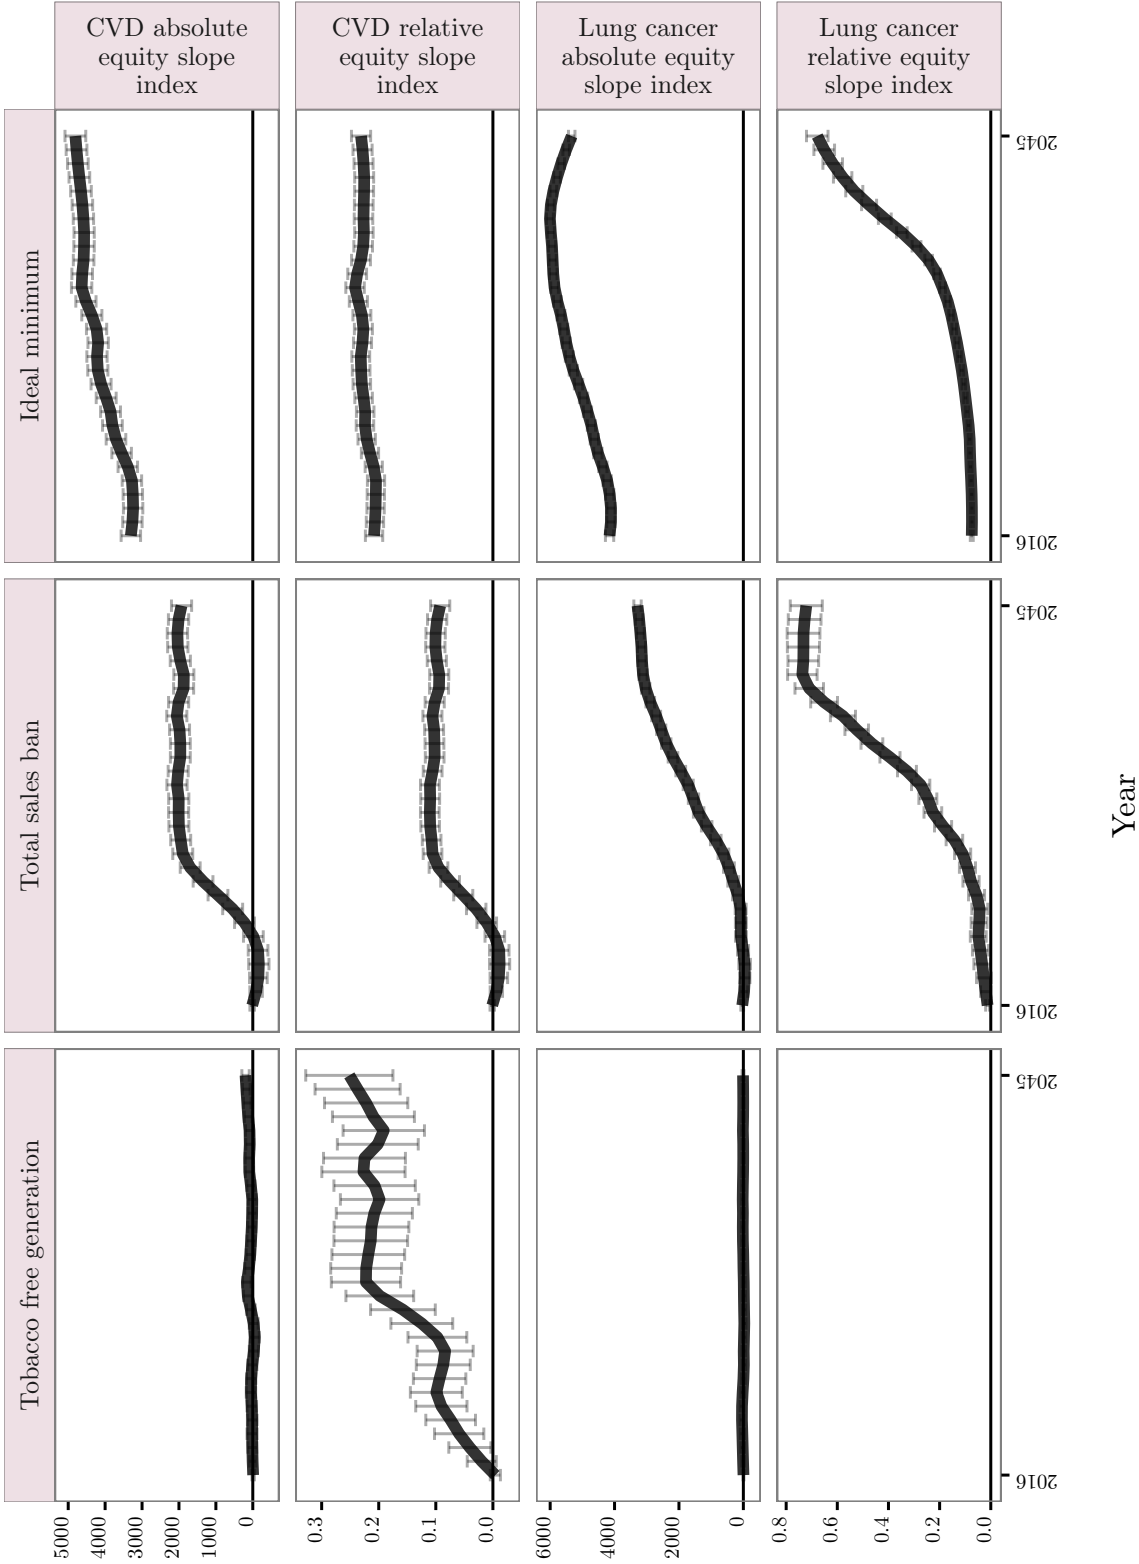 CVD absolute
equity slope
index
CVD relative
equity slope
index
Lung cancer
absolute equity
slope index
Lung cancer
relative equity
slope index
Ideal minimum
Total sales ban
Tobacco free generation
5000
4000
3000
2000
1000
0
0.3
0.2
0.1
0.0
6000
4000
2000
0
0.8
0.6
0.4
0.2
0.0
2045
2016
2045
2016
2045
2016
Year